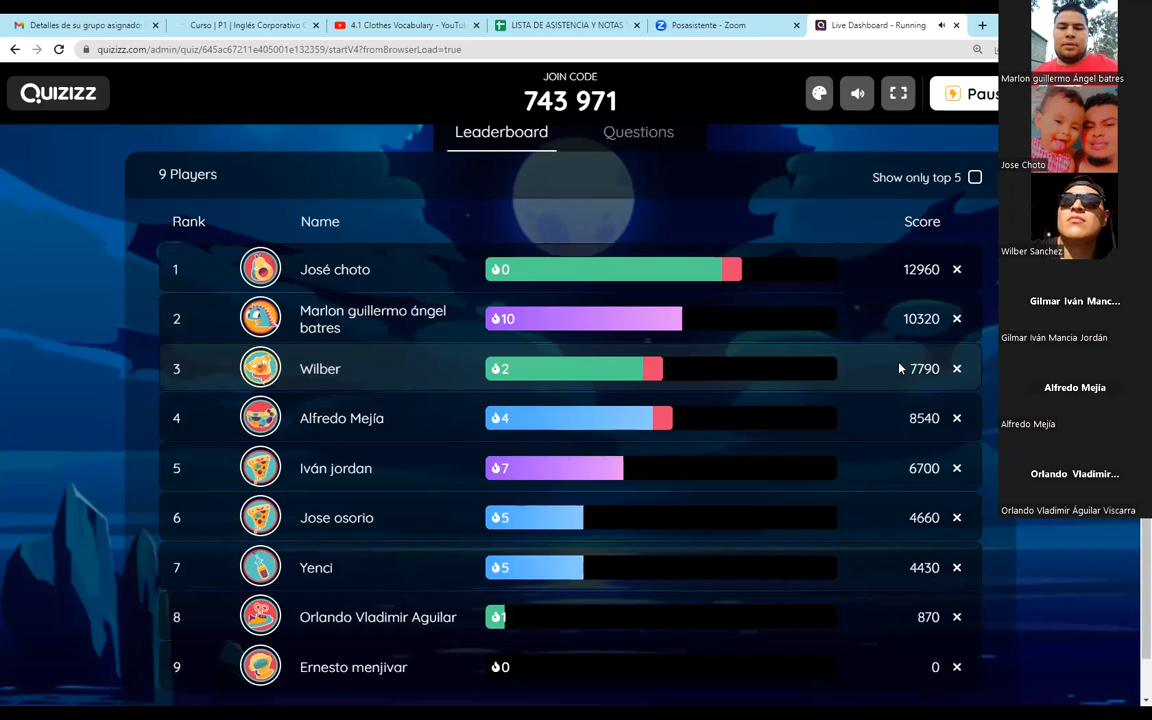 Detalles de su grupo asignado
Curso | P1 | Inglés Corporativo C
4.1 Clothes Vocabulary - YouTu
LISTA DE ASISTENCIA Y NOTAS
Posasistente - Zoom
Live Dashboard - Running
quizizz.com/admin/quiz/645ac67211e405001e132359/startV4?fromBrowserLoad=true
QUIZIZZ
JOIN CODE
743 971
Paus
Leaderboard Questions
9 Players
Show only top 5
Rank Name Score
1 José choto 0 12960
2 Marlon guillermo ángel batres 10 10320
3 Wilber 2 7790
4 Alfredo Mejía 4 8540
5 Iván jordan 7 6700
6 Jose osorio 5 4660
7 Yenci 5 4430
8 Orlando Vladimir Aguilar 1 870
9 Ernesto menjivar 0 0
Marlon guillermo Ángel batres
Jose Choto
Wilber Sanchez
Gilmar Iván Manc...
Gilmar Iván Mancia Jordán
Alfredo Mejía
Alfredo Mejía
Orlando Vladimir...
Orlando Vladimir Águilar Viscarra